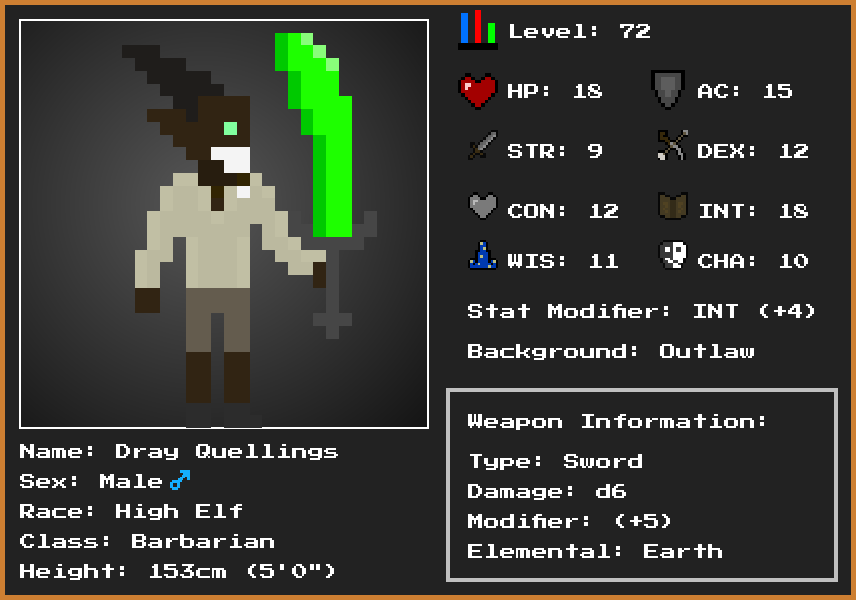 Level: 72
HP: 18 AC: 15
STR: 9 DEX: 12
CON: 12 INT: 18
WIS: 11 CHA: 10
Stat Modifier: INT (+4)
Background: Outlaw
Weapon Information:
Type: Sword
Damage: d6
Modifier: (+5)
Elemental: Earth
Name: Dray Quellings
Sex: Male♂
Race: High Elf
Class: Barbarian
Height: 153cm (5'0")